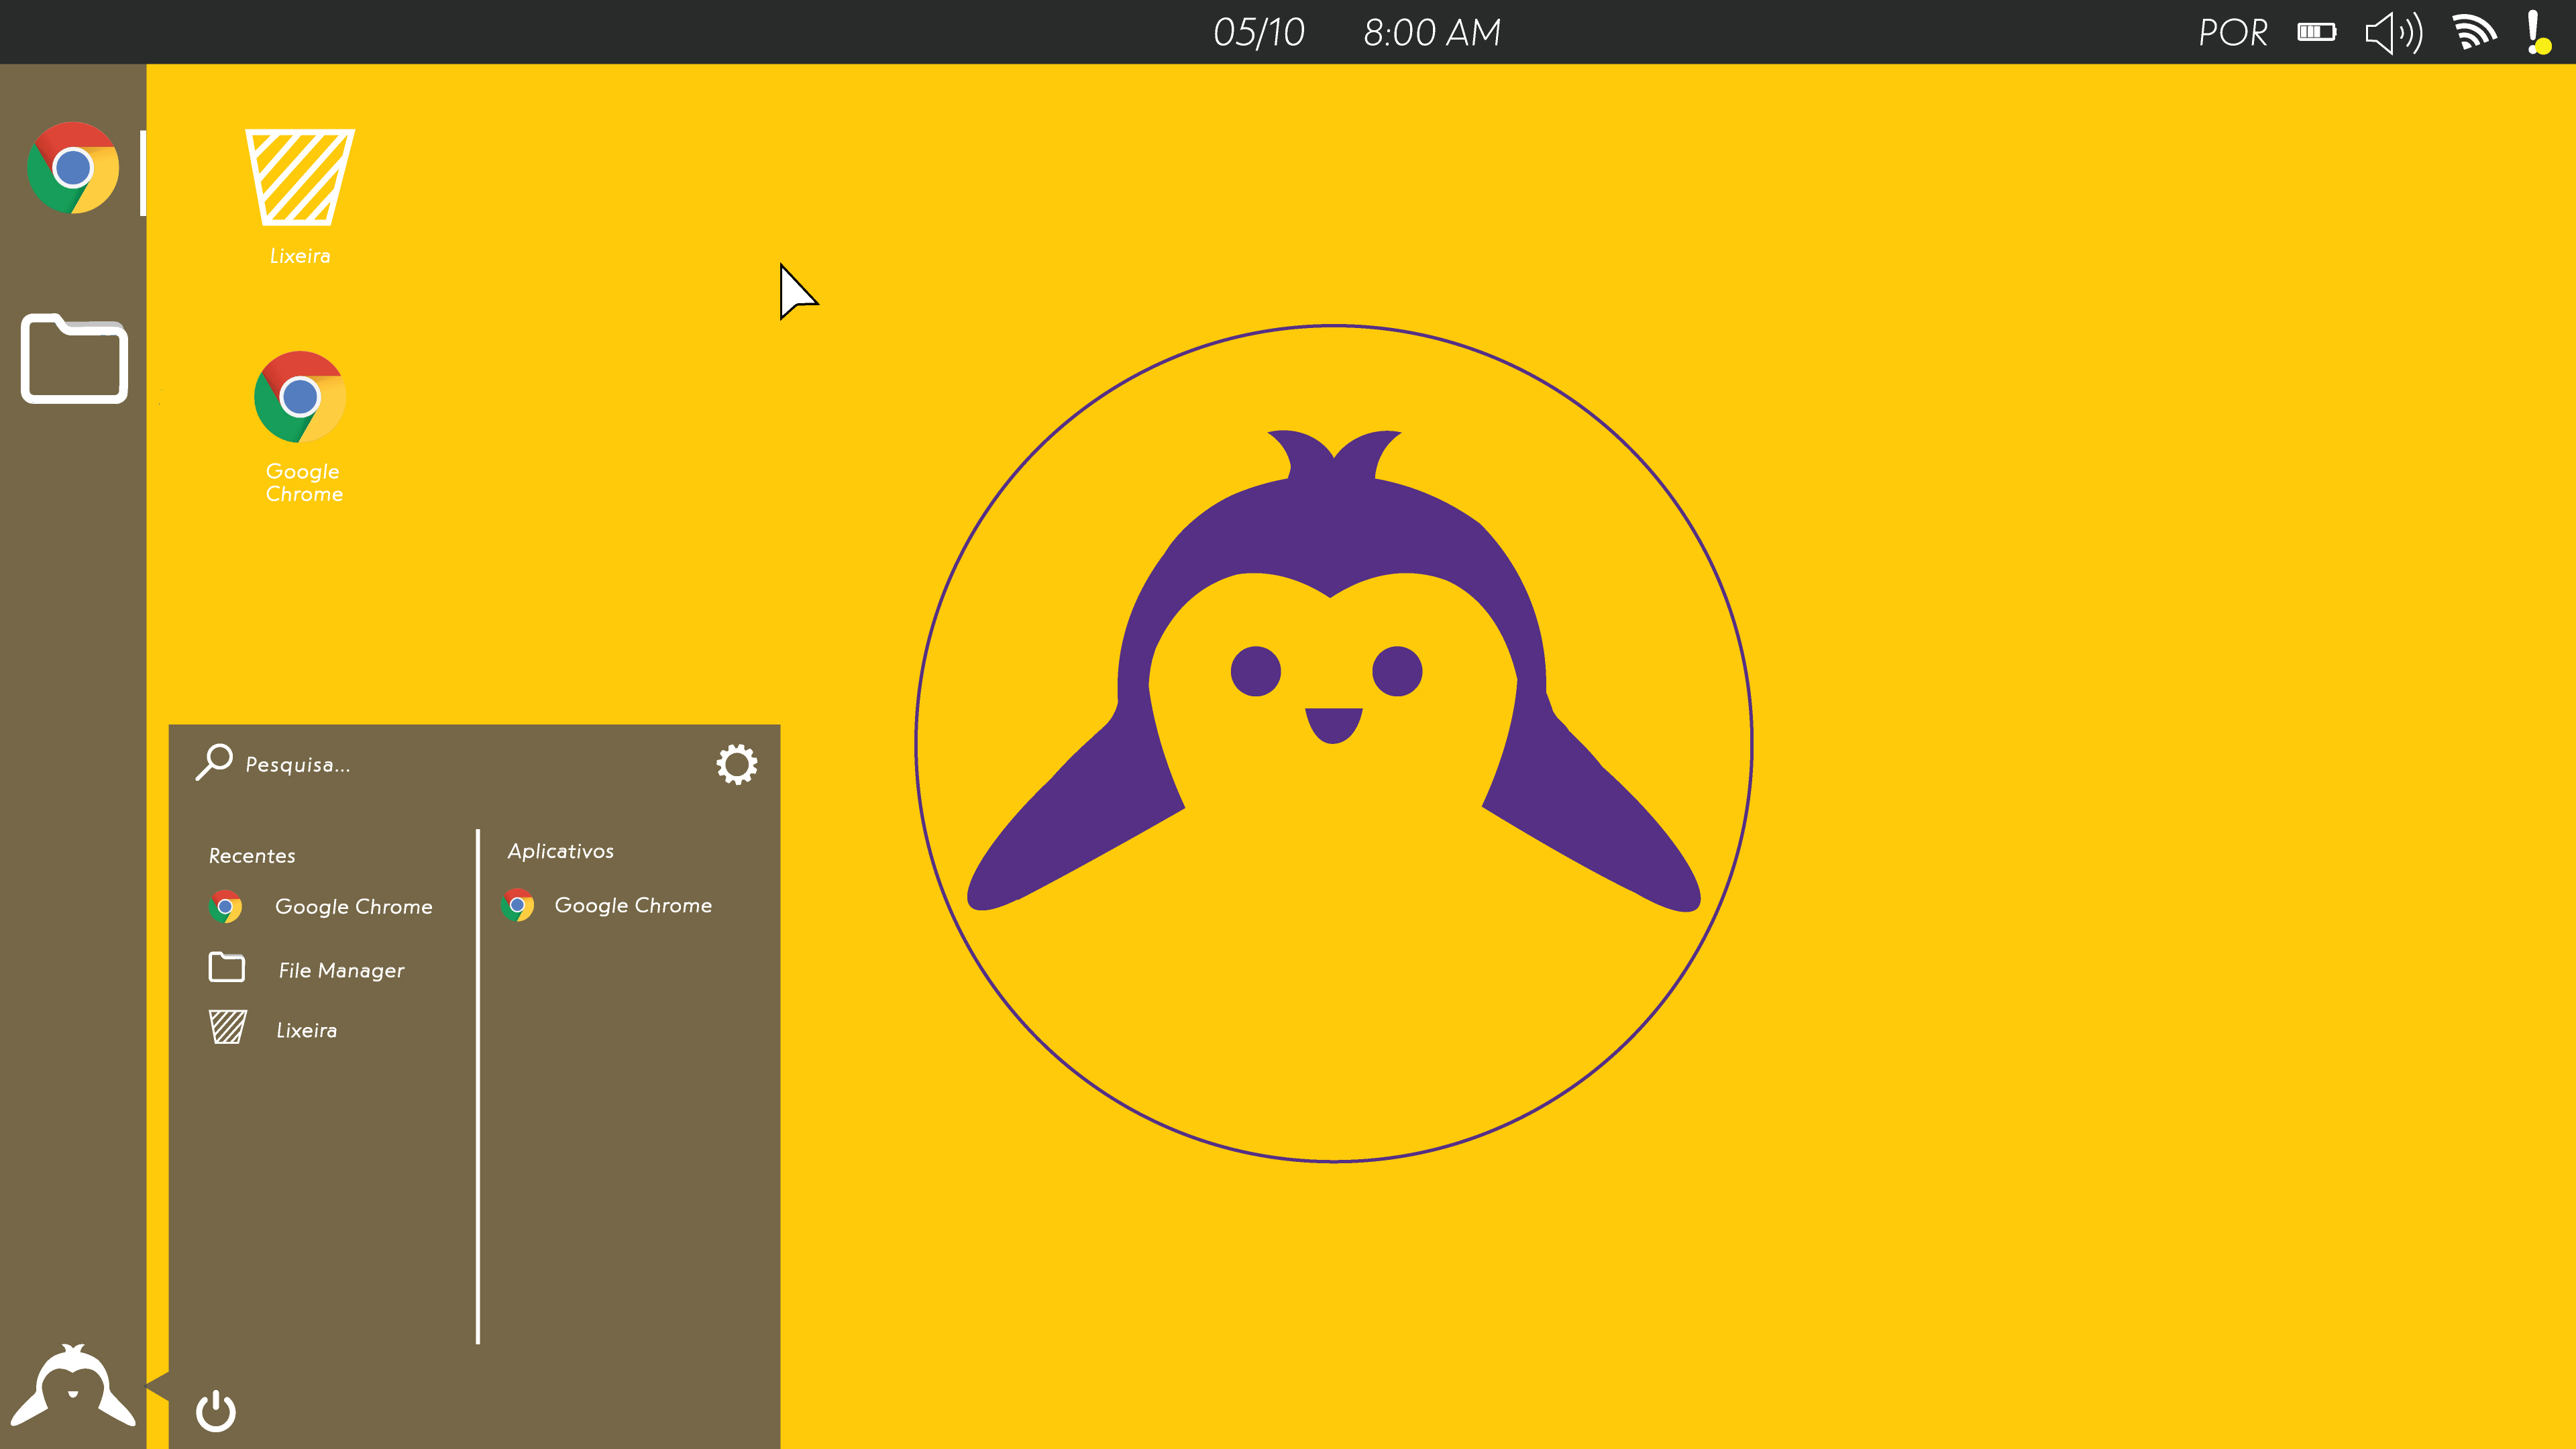 05/10 8:00 AM POR
Lixeira
Google
Chrome
Pesquisa...
Recentes
Google Chrome
File Manager
Lixeira
Aplicativos
Google Chrome